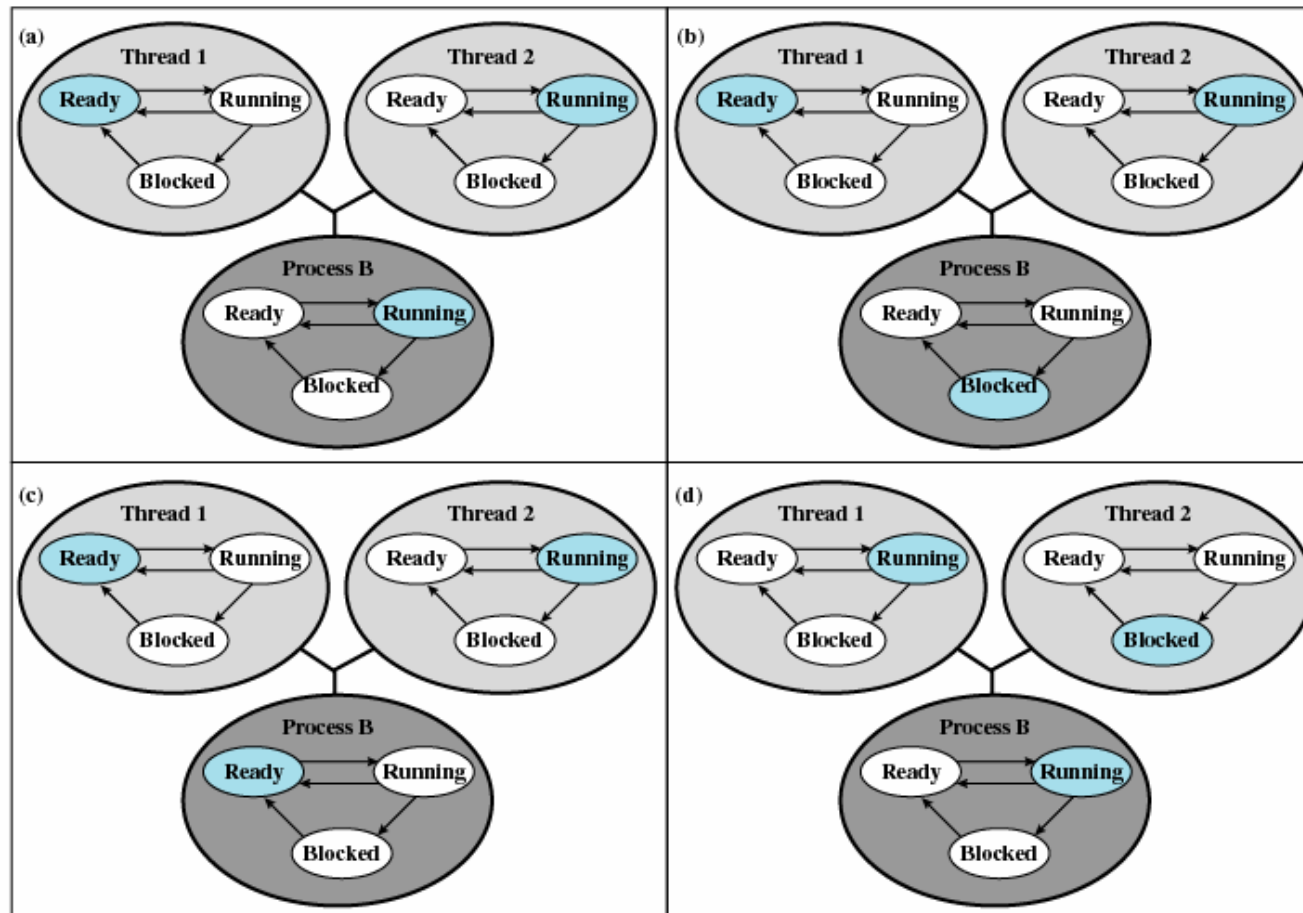 (a)
Thread 1
Thread 2
Ready
Running
Ready
Running
Blocked
Blocked
Process B
Ready
Running
Blocked
(b)
Thread 1
Thread 2
Ready
Running
Ready
Running
Blocked
Blocked
Process B
Ready
Running
Blocked
(c)
Thread 1
Thread 2
Ready
Running
Ready
Running
Blocked
Blocked
Process B
Ready
Running
Blocked
(d)
Thread 1
Thread 2
Ready
Running
Ready
Running
Blocked
Blocked
Process B
Ready
Running
Blocked